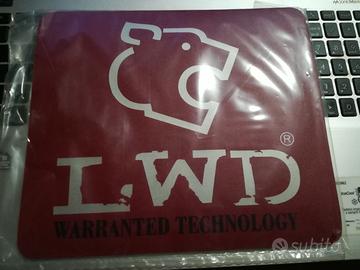 LWD
®
WARRANTED TECHNOLOGY
subito